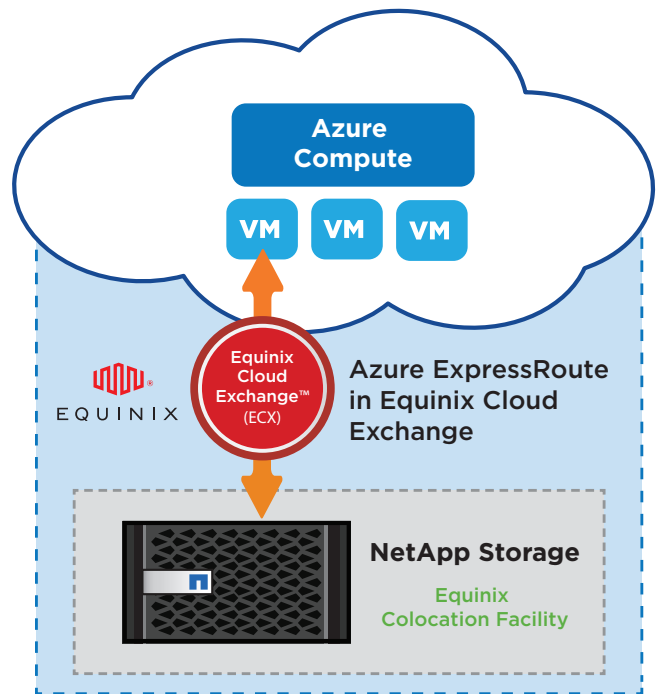 Azure
Compute
VM
VM
VM
Equinix
Cloud
Exchange™
(ECX)
EQUINIX
®
Azure ExpressRoute
in Equinix Cloud
Exchange
NetApp Storage
Equinix
Colocation Facility